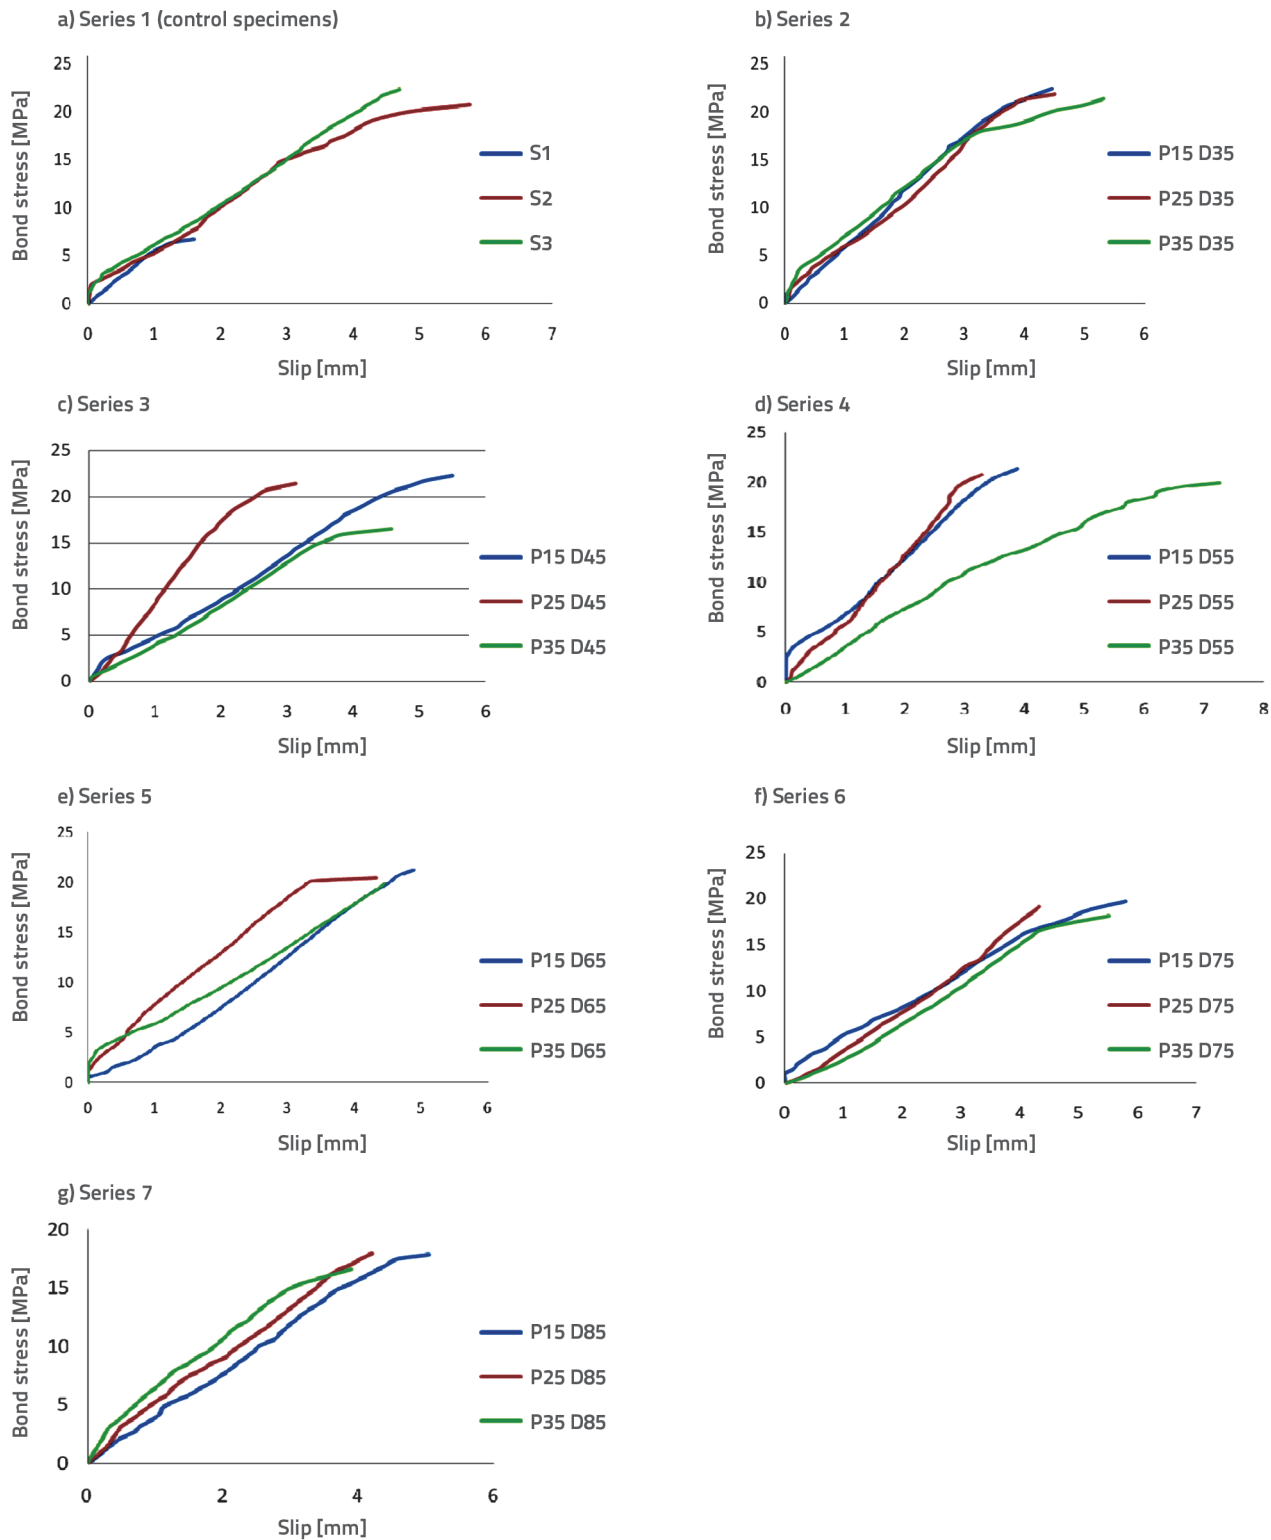 a) Series 1 (control specimens)
Bond stress [MPa]
25
20
15
10
5
0
0 1 2 3 4 5 6 7
Slip [mm]
S1
S2
S3
b) Series 2
Bond stress [MPa]
25
20
15
10
5
0
0 1 2 3 4 5 6
Slip [mm]
P15 D35
P25 D35
P35 D35
c) Series 3
Bond stress [MPa]
25
20
15
10
5
0
0 1 2 3 4 5 6
Slip [mm]
P15 D45
P25 D45
P35 D45
d) Series 4
Bond stress [MPa]
25
20
15
10
5
0
0 1 2 3 4 5 6 7 8
Slip [mm]
P15 D55
P25 D55
P35 D55
e) Series 5
Bond stress [MPa]
25
20
15
10
5
0
0 1 2 3 4 5 6
Slip [mm]
P15 D65
P25 D65
P35 D65
f) Series 6
Bond stress [MPa]
25
20
15
10
5
0
0 1 2 3 4 5 6 7
Slip [mm]
P15 D75
P25 D75
P35 D75
g) Series 7
Bond stress [MPa]
20
15
10
5
0
0 2 4 6
Slip [mm]
P15 D85
P25 D85
P35 D85